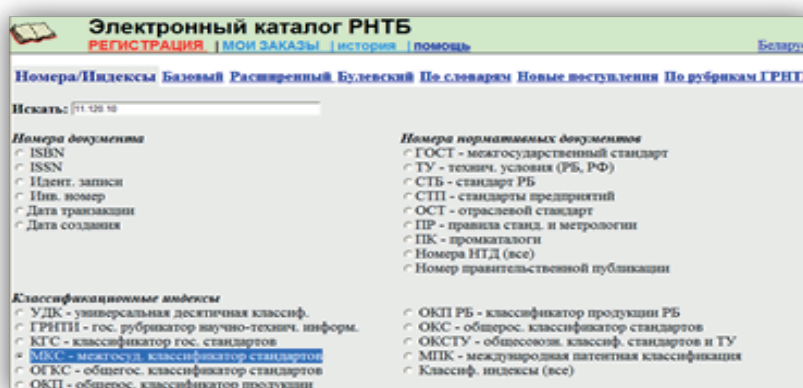 Электронный каталог РНТБ
РЕГИСТРАЦИЯ | МОИ ЗАКАЗЫ | история | помощь
Белару
Номера/Индексы Базовый Расширенный Булевский По словарям Новые поступления По рубрикам ГРНТ
Искать: 11.120.10
Номера документа
ISBN
ISSN
Идент. записи
Инв. номер
Дата транзакции
Дата создания
Номера нормативных документов
ГОСТ - межгосударственный стандарт
ТУ - технич. условия (РБ, РФ)
СТБ - стандарт РБ
СТП - стандарты предприятий
ОСТ - отраслевой стандарт
ПР - правила станд. и метрологии
ПК - промкаталоги
Номера НТД (все)
Номер правительственной публикации
Классификационные индексы
УДК - универсальная десятичная классиф.
ГРНТИ - гос. рубрикатор научно-технич. информ.
КГС - классификатор гос. стандартов
МКС - межгосуд. классификатор стандартов
ОГКС - общегос. классификатор стандартов
ОКП - общерос. классификатор продукции
ОКП РБ - классификатор продукции РБ
ОКС - общерос. классификатор стандартов
ОКСТУ - общесоюзн. классиф. стандартов и ТУ
МПК - международная патентная классификация
Классиф. индексы (все)